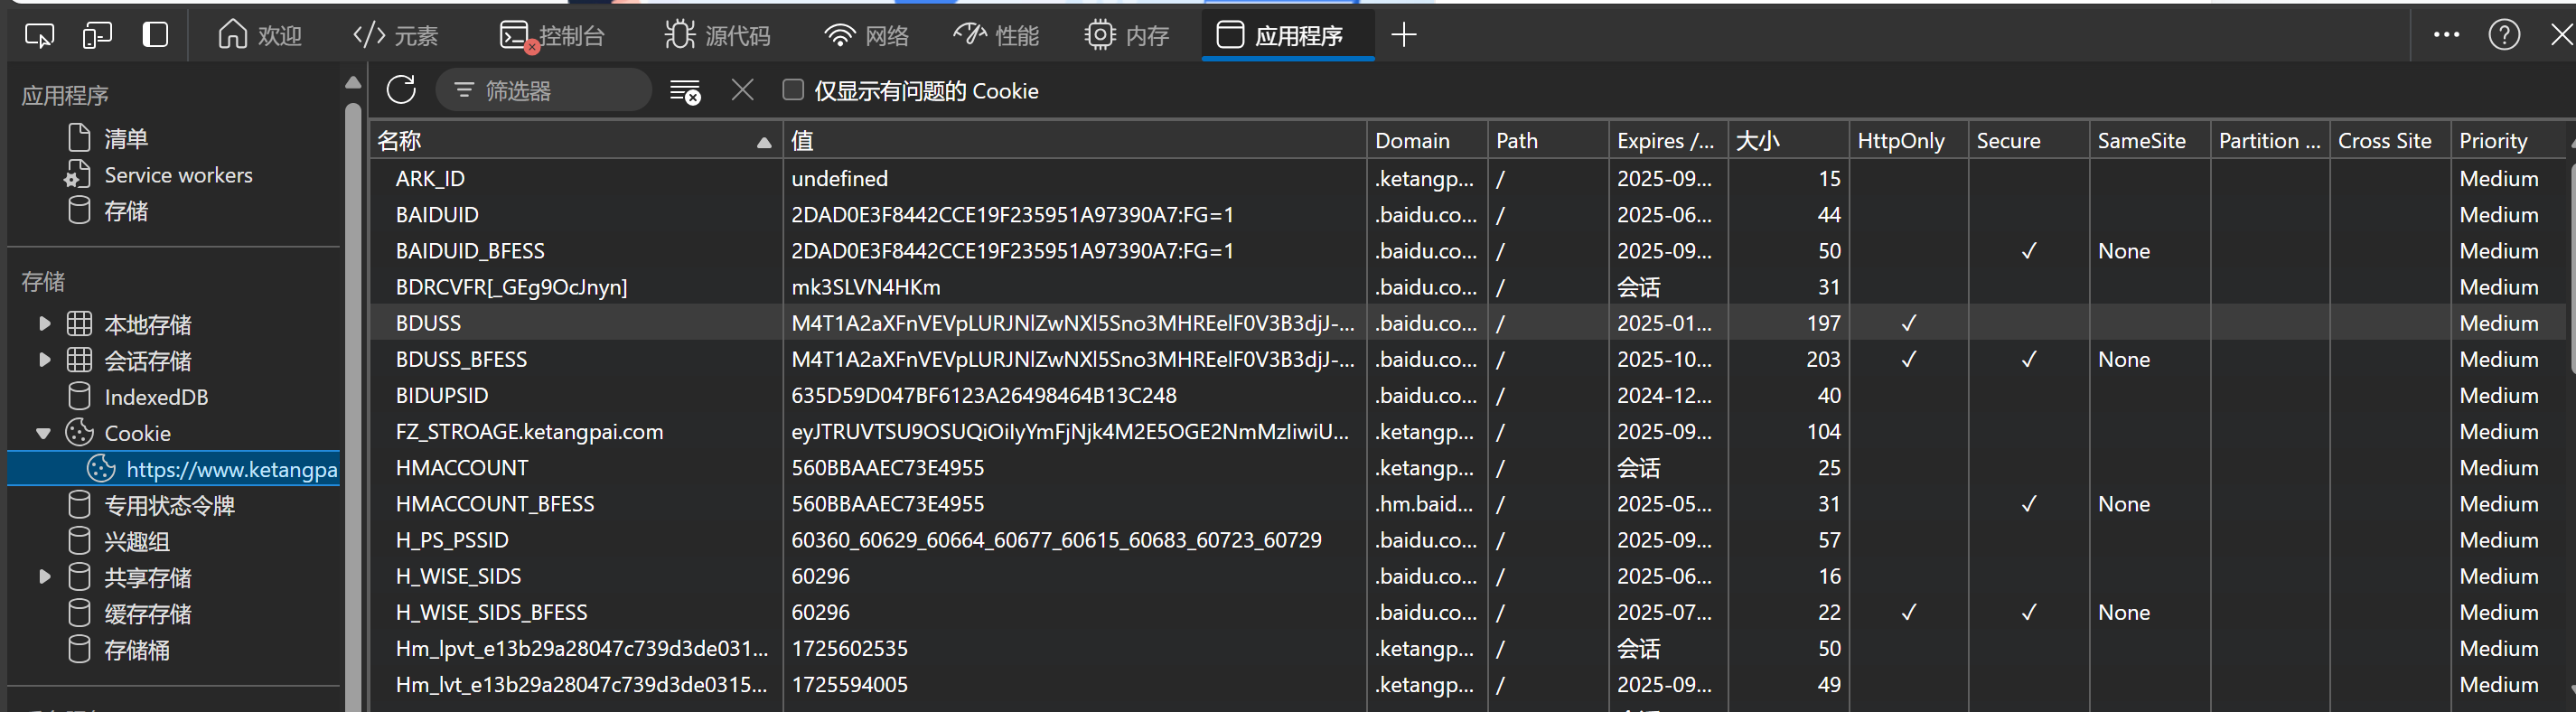 欢迎 元素 控制台 源代码 网络 性能 内存 应用程序
应用程序
清单
Service workers
存储
存储
本地存储
会话存储
IndexedDB
Cookie
https://www.ketangpa
专用状态令牌
兴趣组
共享存储
缓存存储
存储桶
筛选器 仅显示有问题的 Cookie
名称 值 Domain Path Expires /... 大小 HttpOnly Secure SameSite Partition ... Cross Site Priority
ARK_ID undefined .ketangp... / 2025-09... 15 Medium
BAIDUID 2DAD0E3F8442CCE19F235951A97390A7:FG=1 .baidu.co... / 2025-06... 44 Medium
BAIDUID_BFESS 2DAD0E3F8442CCE19F235951A97390A7:FG=1 .baidu.co... / 2025-09... 50 ✓ None Medium
BDRCVFR[_GEg9OcJnyn] mk3SLVN4HKm .baidu.co... / 会话 31 Medium
BDUSS M4T1A2aXFnVEVpLURJNlZwNXl5Sno3MHREelF0V3B3djJ-... .baidu.co... / 2025-01... 197 ✓ Medium
BDUSS_BFESS M4T1A2aXFnVEVpLURJNlZwNXl5Sno3MHREelF0V3B3djJ-... .baidu.co... / 2025-10... 203 ✓ ✓ None Medium
BIDUPSID 635D59D047BF6123A26498464B13C248 .baidu.co... / 2024-12... 40 Medium
FZ_STROAGE.ketangpai.com eyJTRUVTSU9OSUQiOiIyYmFjNjk4M2E5OGE2NmMzIiwiU... .ketangp... / 2025-09... 104 Medium
HMACCOUNT 560BBAAEC73E4955 .ketangp... / 会话 25 Medium
HMACCOUNT_BFESS 560BBAAEC73E4955 .hm.baid... / 2025-05... 31 ✓ None Medium
H_PS_PSSID 60360_60629_60664_60677_60615_60683_60723_60729 .baidu.co... / 2025-09... 57 Medium
H_WISE_SIDS 60296 .baidu.co... / 2025-06... 16 Medium
H_WISE_SIDS_BFESS 60296 .baidu.co... / 2025-07... 22 ✓ ✓ None Medium
Hm_lpvt_e13b29a28047c739d3de031... 1725602535 .ketangp... / 会话 50 Medium
Hm_lvt_e13b29a28047c739d3de0315... 1725594005 .ketangp... / 2025-09... 49 Medium